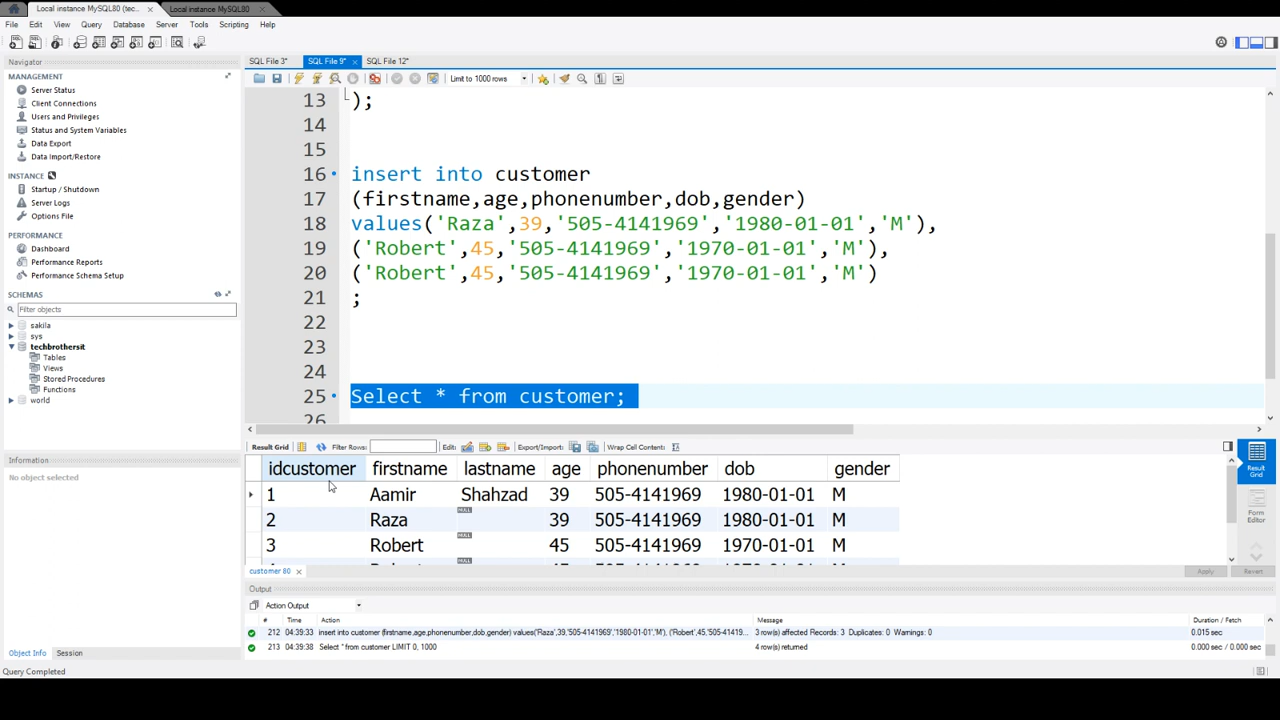 Local instance MySQL80 (tec... ×
Local instance MySQL80 ×
File Edit View Query Database Server Tools Scripting Help
Navigator
MANAGEMENT
Server Status
Client Connections
Users and Privileges
Status and System Variables
Data Export
Data Import/Restore
INSTANCE
Startup / Shutdown
Server Logs
Options File
PERFORMANCE
Dashboard
Performance Reports
Performance Schema Setup
SCHEMAS
Filter objects
sakila
sys
techbrothersit
Tables
Views
Stored Procedures
Functions
world
Information
No object selected
Object Info Session
Query Completed
SQL File 3* SQL File 9* × SQL File 12*
Limit to 1000 rows
13 );
14
15
16 insert into customer
17 (firstname,age,phonenumber,dob,gender)
18 values('Raza',39,'505-4141969','1980-01-01','M'),
19 ('Robert',45,'505-4141969','1970-01-01','M'),
20 ('Robert',45,'505-4141969','1970-01-01','M')
21 ;
22
23
24
25 Select * from customer;
26
Result Grid Filter Rows: Edit: Export/Import: Wrap Cell Content:
idcustomer firstname lastname age phonenumber dob gender
1 Aamir Shahzad 39 505-4141969 1980-01-01 M
2 Raza NULL 39 505-4141969 1980-01-01 M
3 Robert NULL 45 505-4141969 1970-01-01 M
NULL
Result Grid
Form Editor
customer 80 ×
Apply Revert
Output
Action Output
# Time Action Message Duration / Fetch
212 04:39:33 insert into customer (firstname,age,phonenumber,dob,gender) values('Raza',39,'505-4141969','1980-01-01','M'), ('Robert',45,'505-4141969','19... 3 row(s) affected Records: 3 Duplicates: 0 Warnings: 0 0.015 sec
213 04:39:38 Select * from customer LIMIT 0, 1000 4 row(s) returned 0.000 sec / 0.000 sec